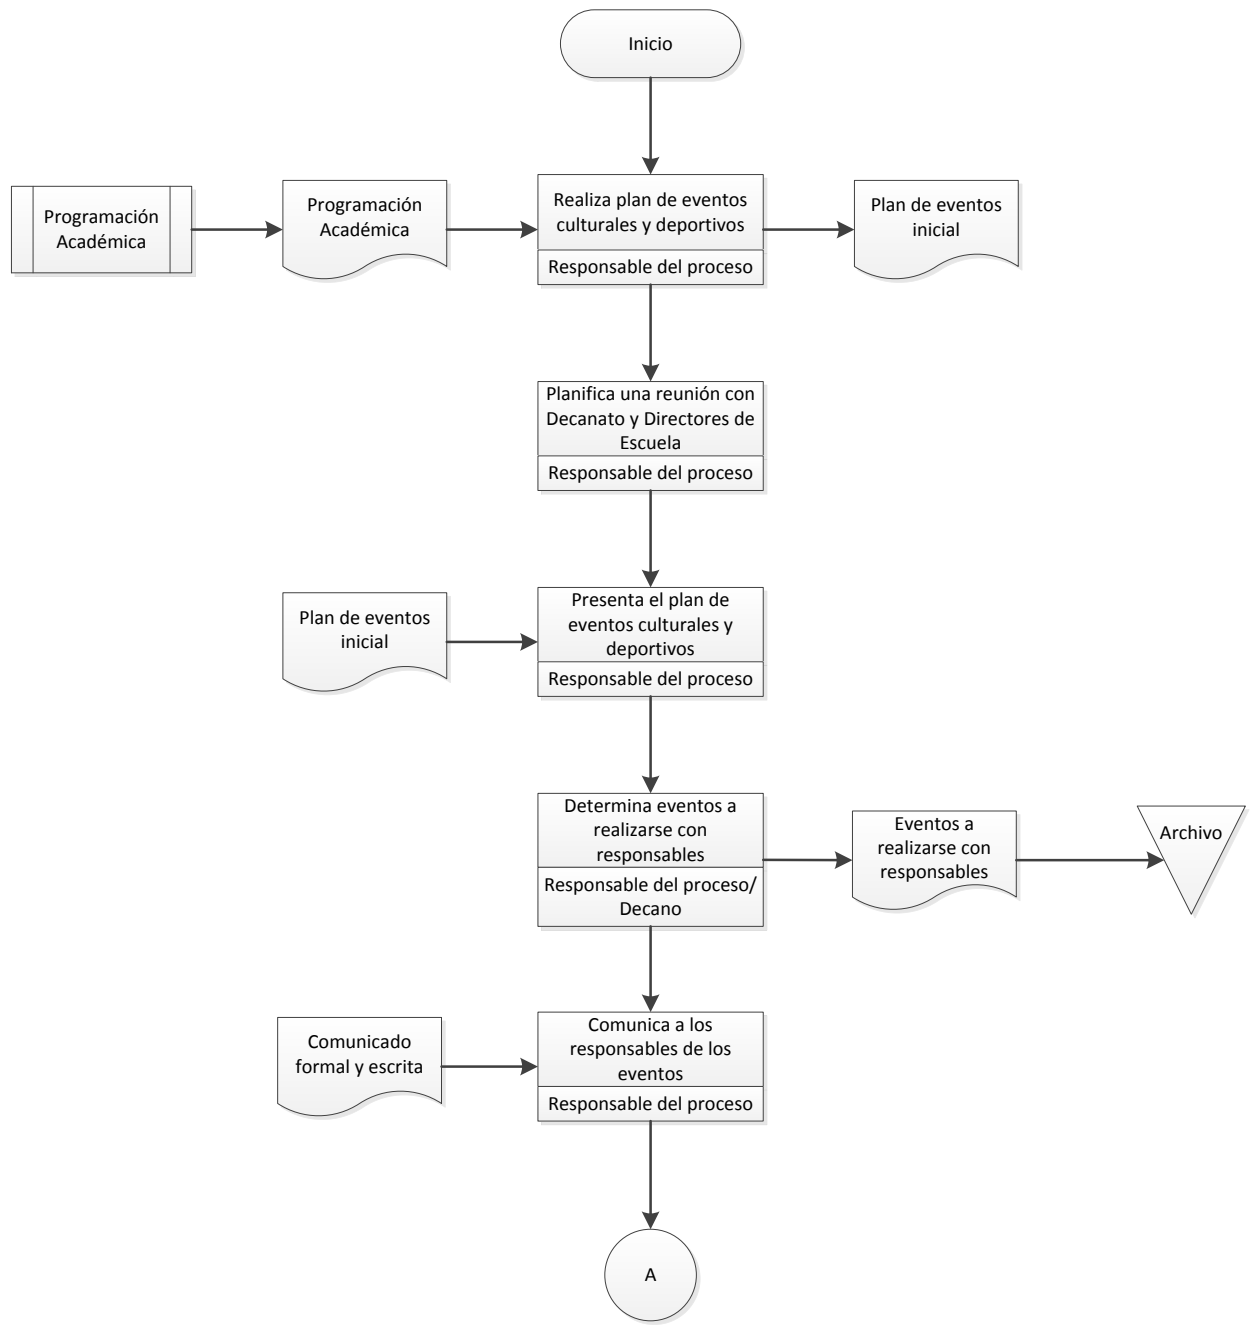 Inicio
Programación
Académica
Programación
Académica
Realiza plan de eventos
culturales y deportivos
Responsable del proceso
Plan de eventos
inicial
Planifica una reunión con
Decanato y Directores de
Escuela
Responsable del proceso
Plan de eventos
inicial
Presenta el plan de
eventos culturales y
deportivos
Responsable del proceso
Determina eventos a
realizarse con
responsables
Responsable del proceso/
Decano
Eventos a
realizarse con
responsables
Archivo
Comunicado
formal y escrita
Comunica a los
responsables de los
eventos
Responsable del proceso
A